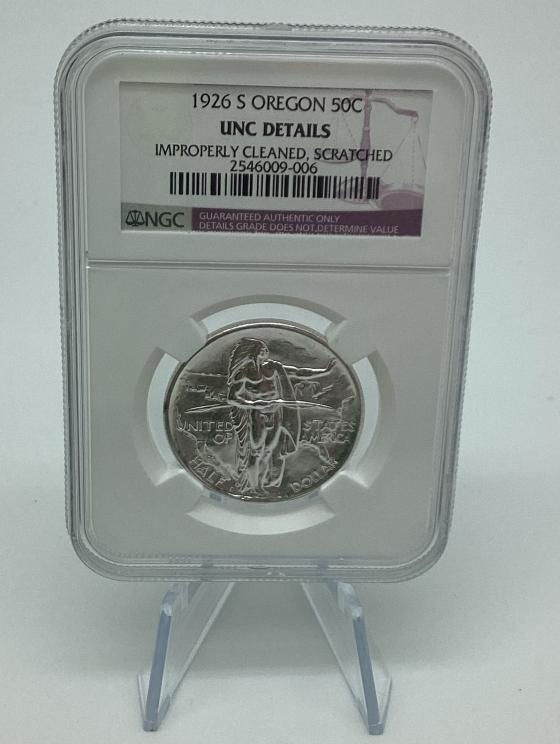 1926 S OREGON 50C
UNC DETAILS
IMPROPERLY CLEANED, SCRATCHED
2546009-006
NGC
GUARANTEED AUTHENTIC ONLY
DETAILS GRADE DOES NOT DETERMINE VALUE
UNITED STATES
OF AMERICA
HALF DOLLAR